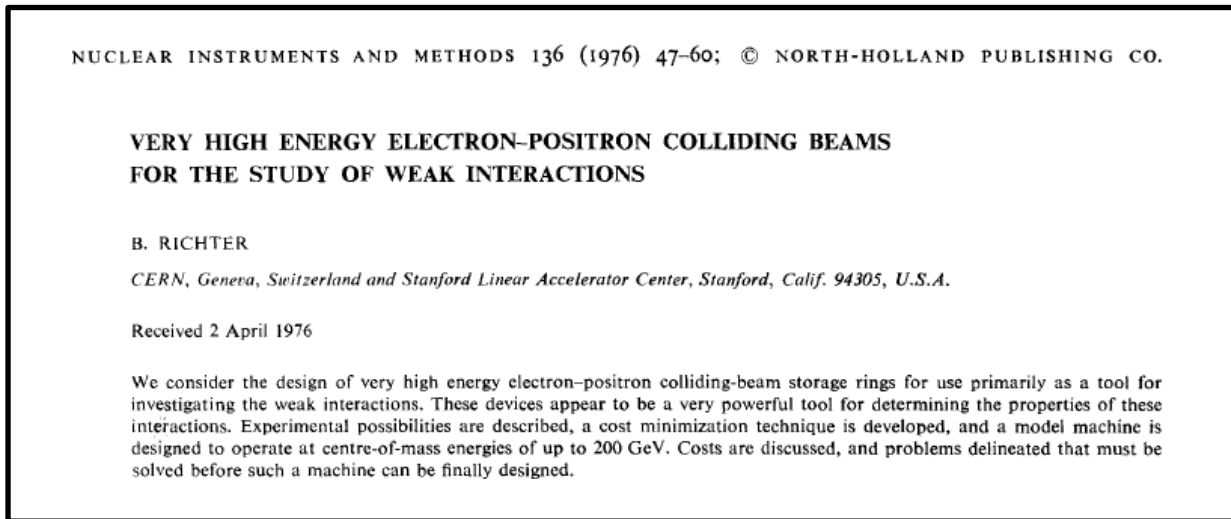 NUCLEAR INSTRUMENTS AND METHODS 136 (1976) 47–60; © NORTH-HOLLAND PUBLISHING CO.
VERY HIGH ENERGY ELECTRON–POSITRON COLLIDING BEAMS
FOR THE STUDY OF WEAK INTERACTIONS
B. RICHTER
CERN, Geneva, Switzerland and Stanford Linear Accelerator Center, Stanford, Calif. 94305, U.S.A.
Received 2 April 1976
We consider the design of very high energy electron–positron colliding-beam storage rings for use primarily as a tool for
investigating the weak interactions. These devices appear to be a very powerful tool for determining the properties of these
interactions. Experimental possibilities are described, a cost minimization technique is developed, and a model machine is
designed to operate at centre-of-mass energies of up to 200 GeV. Costs are discussed, and problems delineated that must be
solved before such a machine can be finally designed.